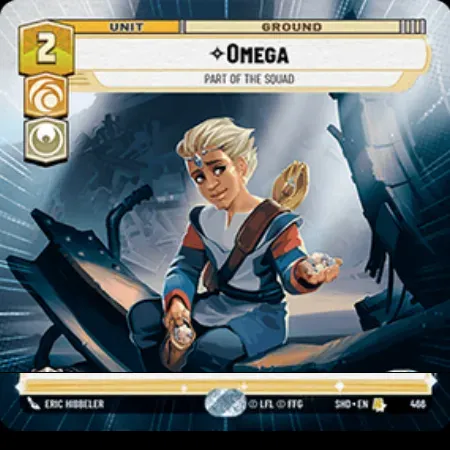 UNIT GROUND
2
Omega
PART OF THE SQUAD
ERIC HIBBELER © LFL © FFG SHD • EN 466